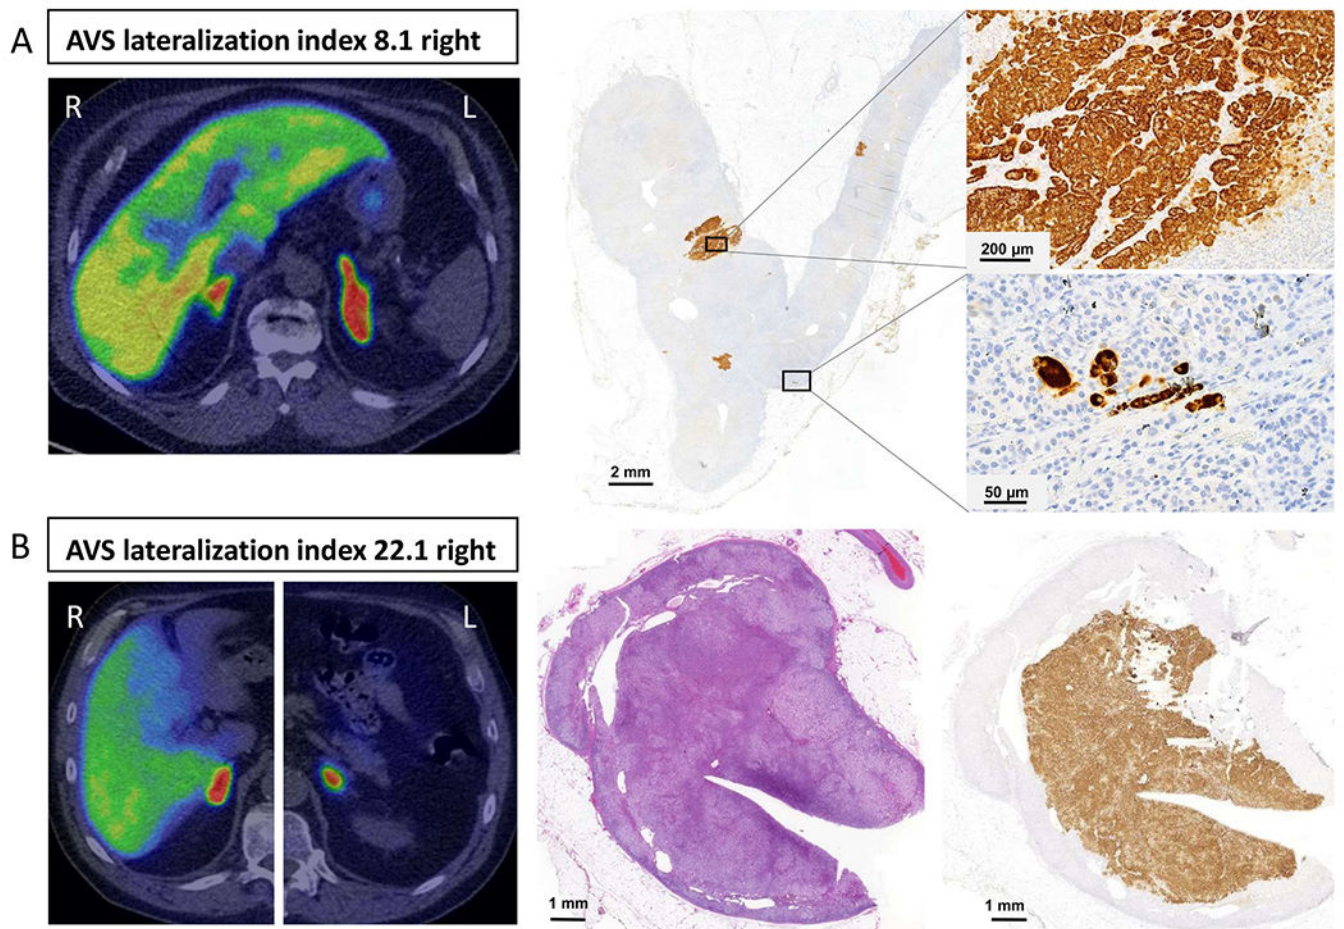 A
AVS lateralization index 8.1 right
R
L
2 mm
200 µm
50 µm
B
AVS lateralization index 22.1 right
R
L
1 mm
1 mm